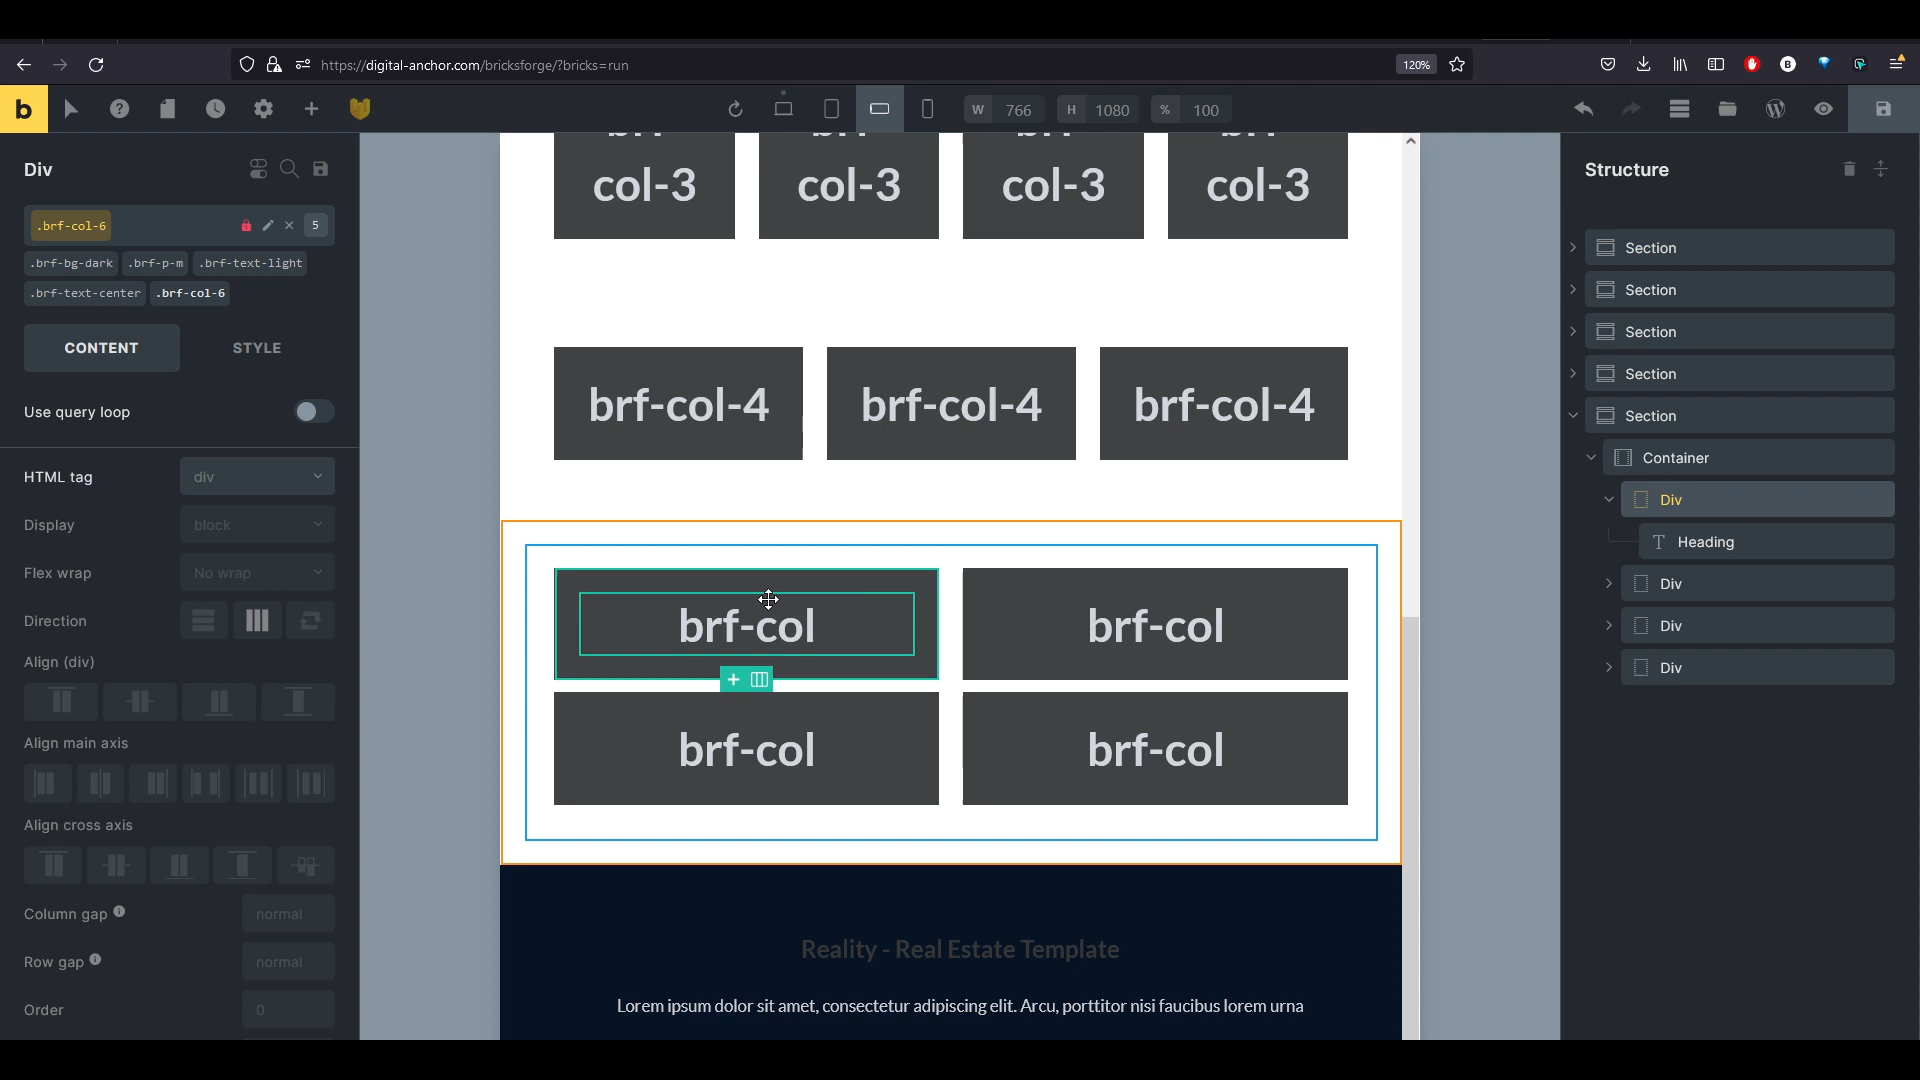 https://digital-anchor.com/bricksforge/?bricks=run
120%
b
W 766
H 1080
% 100
Div
.brf-col-6
5
.brf-bg-dark .brf-p-m .brf-text-light
.brf-text-center .brf-col-6
CONTENT
STYLE
Use query loop
HTML tag
div
Display
block
Flex wrap
No wrap
Direction
Align (div)
Align main axis
Align cross axis
Column gap
normal
Row gap
normal
Order
0
col-3
col-3
col-3
col-3
brf-col-4
brf-col-4
brf-col-4
brf-col
brf-col
brf-col
brf-col
Reality - Real Estate Template
Lorem ipsum dolor sit amet, consectetur adipiscing elit. Arcu, porttitor nisi faucibus lorem urna
Structure
Section
Section
Section
Section
Section
Container
Div
Heading
Div
Div
Div